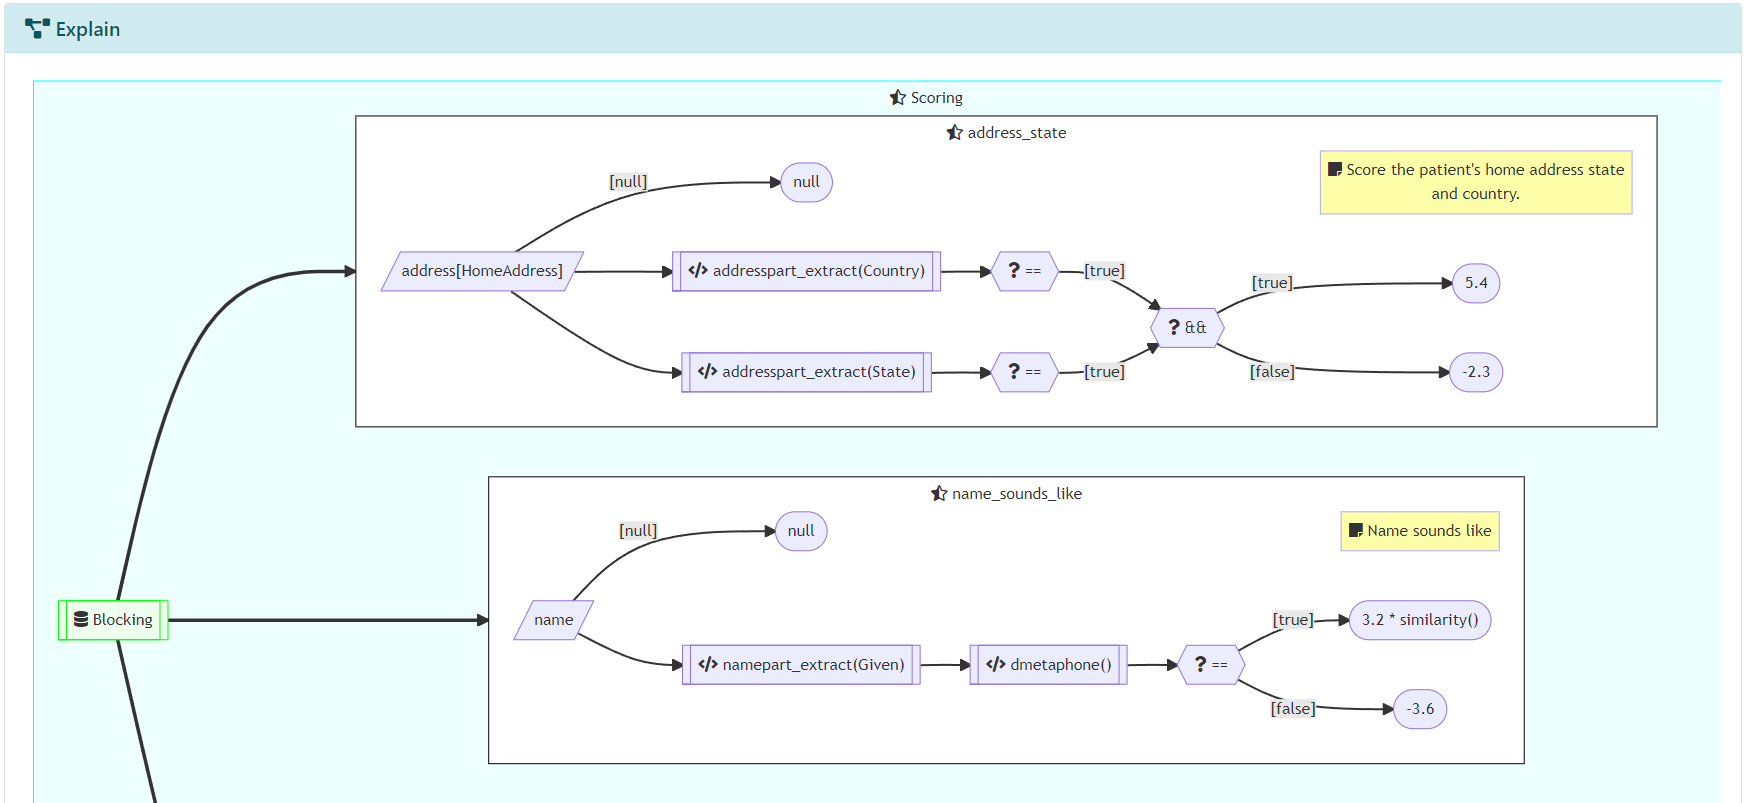 Explain
Scoring
address_state
Score the patient's home address state
and country.
[null]
null
address[HomeAddress]
</> addresspart_extract(Country)
? ==
[true]
</> addresspart_extract(State)
? ==
[true]
? &&
[true]
5.4
[false]
-2.3
name_sounds_like
Name sounds like
[null]
null
Blocking
name
</> namepart_extract(Given)
</> dmetaphone()
? ==
[true]
3.2 * similarity()
[false]
-3.6